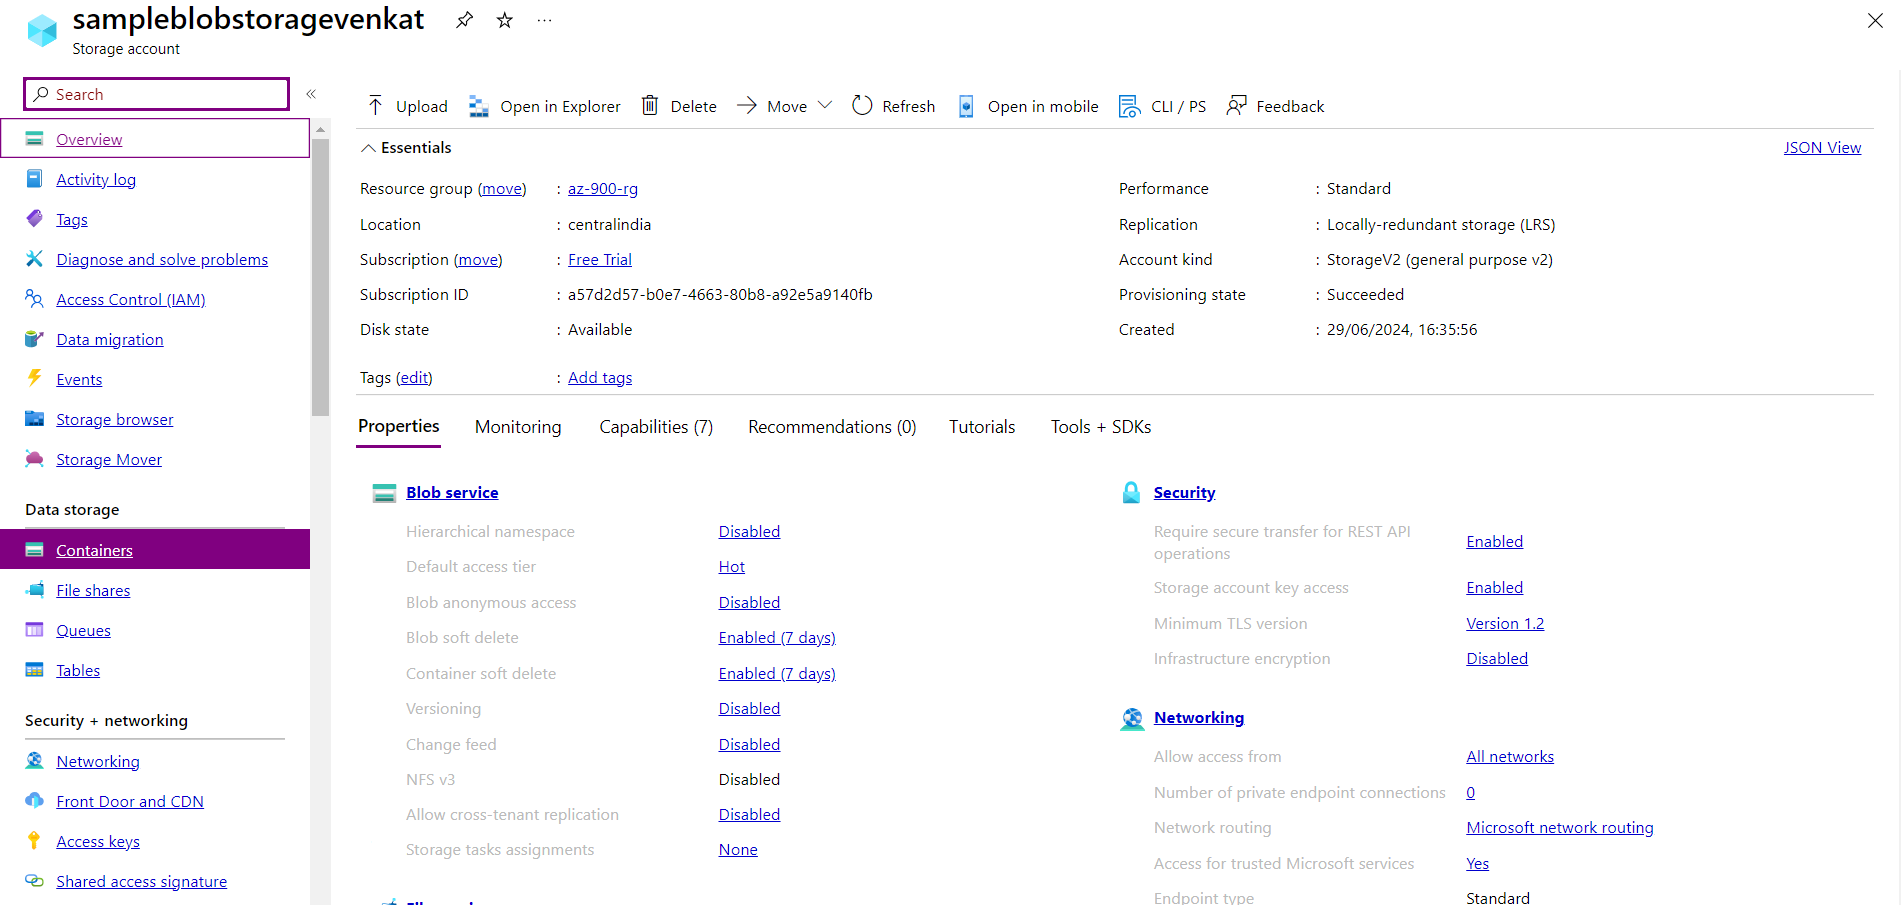 sampleblobstoragevenkat
Storage account
Search
Overview
Activity log
Tags
Diagnose and solve problems
Access Control (IAM)
Data migration
Events
Storage browser
Storage Mover
Data storage
Containers
File shares
Queues
Tables
Security + networking
Networking
Front Door and CDN
Access keys
Shared access signature
Upload Open in Explorer Delete Move Refresh Open in mobile CLI / PS Feedback
Essentials JSON View
Resource group (move) : az-900-rg
Location : centralindia
Subscription (move) : Free Trial
Subscription ID : a57d2d57-b0e7-4663-80b8-a92e5a9140fb
Disk state : Available
Tags (edit) : Add tags
Performance : Standard
Replication : Locally-redundant storage (LRS)
Account kind : StorageV2 (general purpose v2)
Provisioning state : Succeeded
Created : 29/06/2024, 16:35:56
Properties Monitoring Capabilities (7) Recommendations (0) Tutorials Tools + SDKs
Blob service
Hierarchical namespace Disabled
Default access tier Hot
Blob anonymous access Disabled
Blob soft delete Enabled (7 days)
Container soft delete Enabled (7 days)
Versioning Disabled
Change feed Disabled
NFS v3 Disabled
Allow cross-tenant replication Disabled
Storage tasks assignments None
Security
Require secure transfer for REST API
operations Enabled
Storage account key access Enabled
Minimum TLS version Version 1.2
Infrastructure encryption Disabled
Networking
Allow access from All networks
Number of private endpoint connections 0
Network routing Microsoft network routing
Access for trusted Microsoft services Yes
Endpoint type Standard